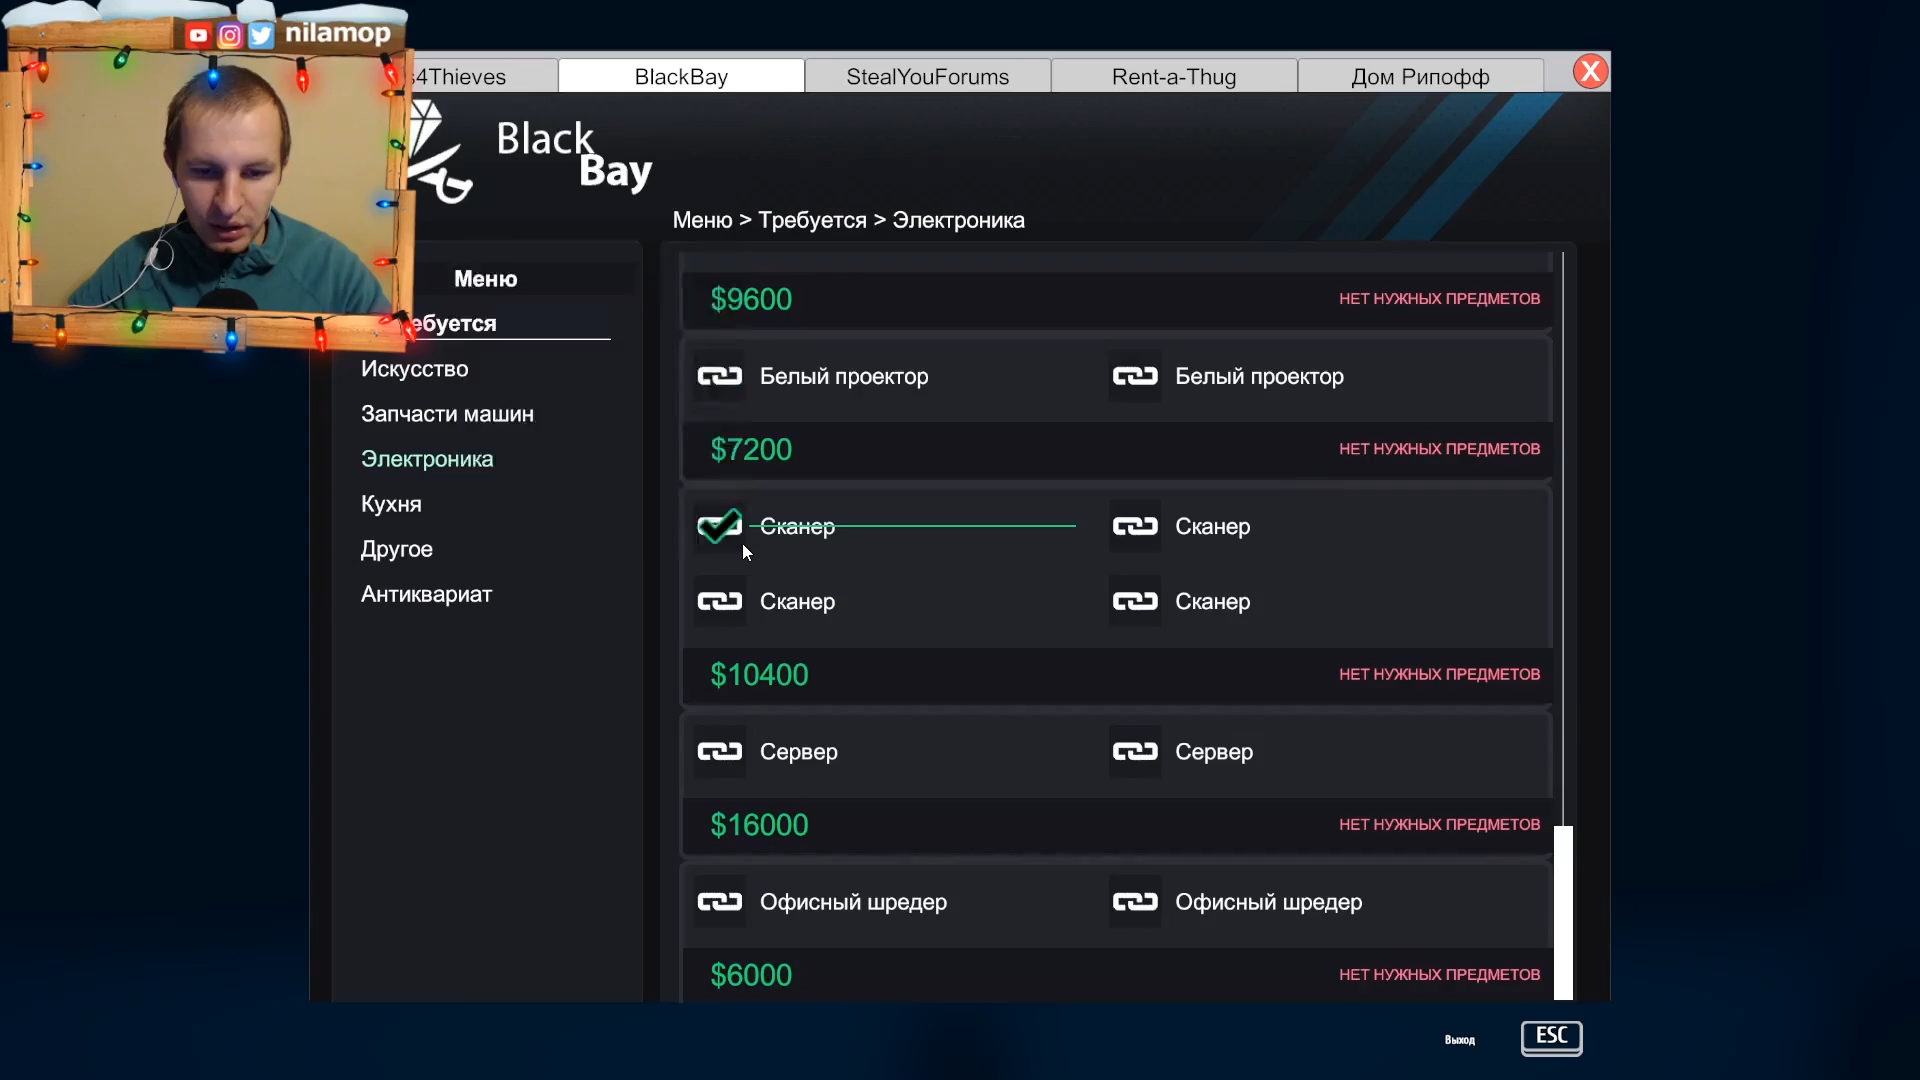 nilamop
s4Thieves
BlackBay
StealYouForums
Rent-a-Thug
Дом Рипофф
X
Black
Bay
Меню > Требуется > Электроника
Меню
ебуется
Искусство
Запчасти машин
Электроника
Кухня
Другое
Антиквариат
$9600
НЕТ НУЖНЫХ ПРЕДМЕТОВ
Белый проектор
Белый проектор
$7200
НЕТ НУЖНЫХ ПРЕДМЕТОВ
Сканер
Сканер
Сканер
Сканер
$10400
НЕТ НУЖНЫХ ПРЕДМЕТОВ
Сервер
Сервер
$16000
НЕТ НУЖНЫХ ПРЕДМЕТОВ
Офисный шредер
Офисный шредер
$6000
НЕТ НУЖНЫХ ПРЕДМЕТОВ
Выход
ESC